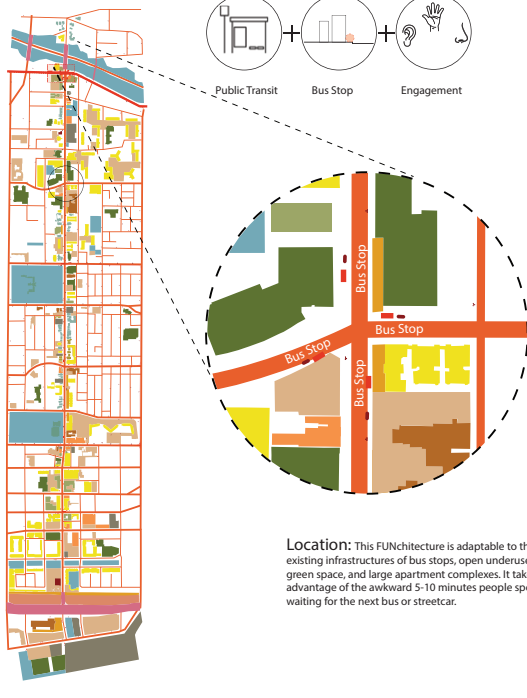 Public Transit
Bus Stop
Engagement
Bus Stop
Bus Stop
Bus Stop
Bus Stop
Location: This FUNchitecture is adaptable to th
existing infrastructures of bus stops, open underuse
green space, and large apartment complexes. It tak
advantage of the awkward 5-10 minutes people spe
waiting for the next bus or streetcar.